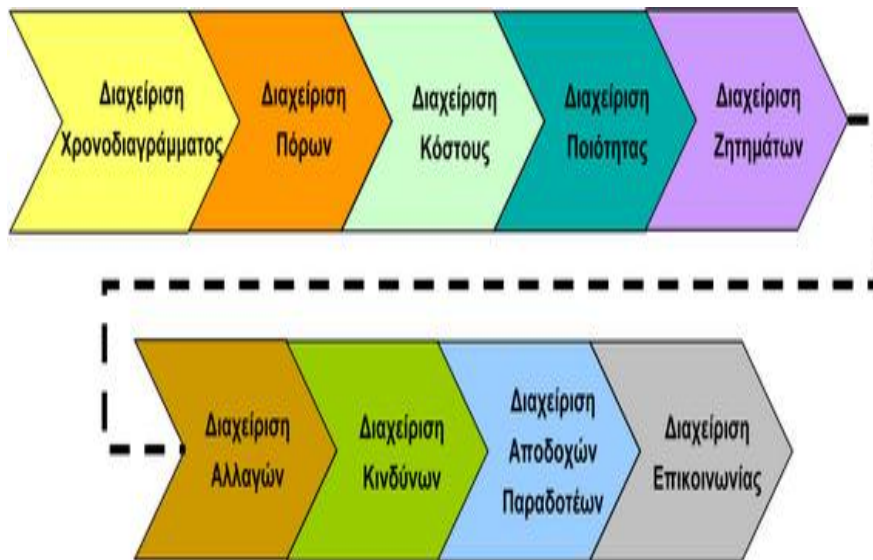 Διαχείριση
Χρονοδιαγράμματος
Διαχείριση
Πόρων
Διαχείριση
Κόστους
Διαχείριση
Ποιότητας
Διαχείριση
Ζητημάτων
Διαχείριση
Αλλαγών
Διαχείριση
Κινδύνων
Διαχείριση
Αποδοχών
Παραδοτέων
Διαχείριση
Επικοινωνίας